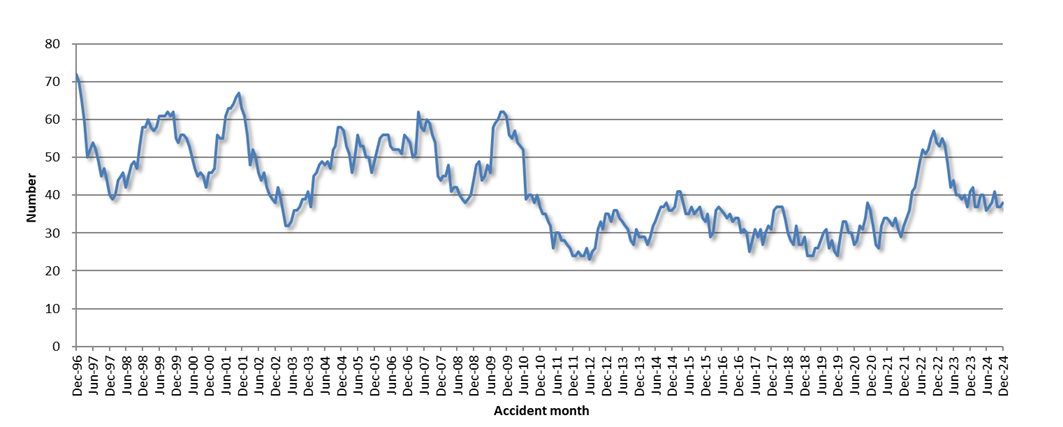 80
70
60
50
40
30
20
10
0
Number
Dec-96
Jun-97
Dec-97
Jun-98
Dec-98
Jun-99
Dec-99
Jun-00
Dec-00
Jun-01
Dec-01
Jun-02
Dec-02
Jun-03
Dec-03
Jun-04
Dec-04
Jun-05
Dec-05
Jun-06
Dec-06
Jun-07
Dec-07
Jun-08
Dec-08
Jun-09
Dec-09
Jun-10
Dec-10
Jun-11
Dec-11
Jun-12
Dec-12
Jun-13
Dec-13
Jun-14
Dec-14
Jun-15
Dec-15
Jun-16
Dec-16
Jun-17
Dec-17
Jun-18
Dec-18
Jun-19
Dec-19
Jun-20
Dec-20
Jun-21
Dec-21
Jun-22
Dec-22
Jun-23
Dec-23
Jun-24
Dec-24
Accident month